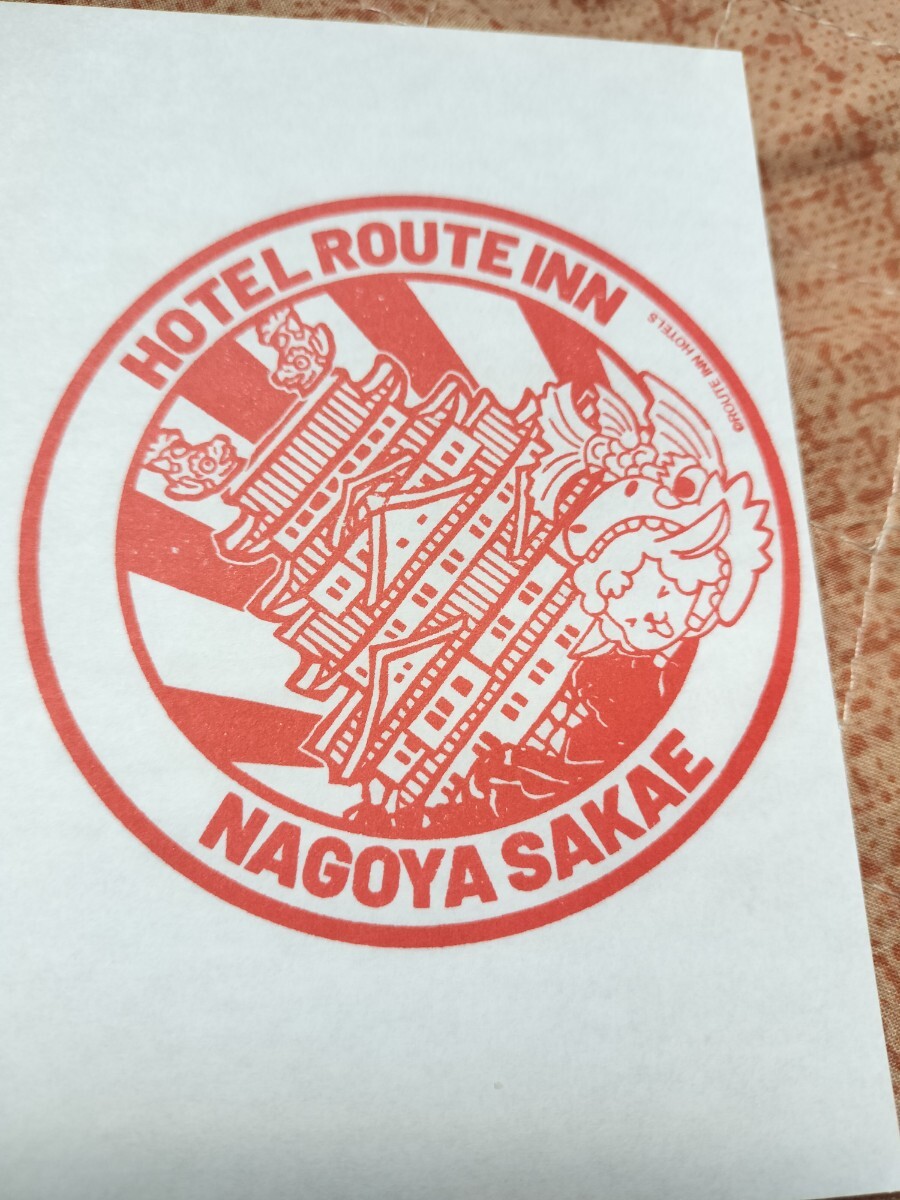 HOTEL ROUTE INN
©ROUTE INN HOTELS
NAGOYA SAKAE